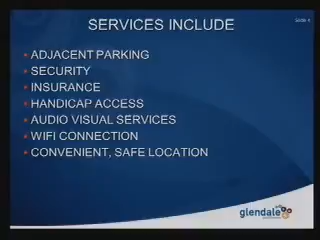 SERVICES INCLUDE
ADJACENT PARKING
SECURITY
INSURANCE
HANDICAP ACCESS
AUDIO VISUAL SERVICES
WIFI CONNECTION
CONVENIENT, SAFE LOCATION
glendale